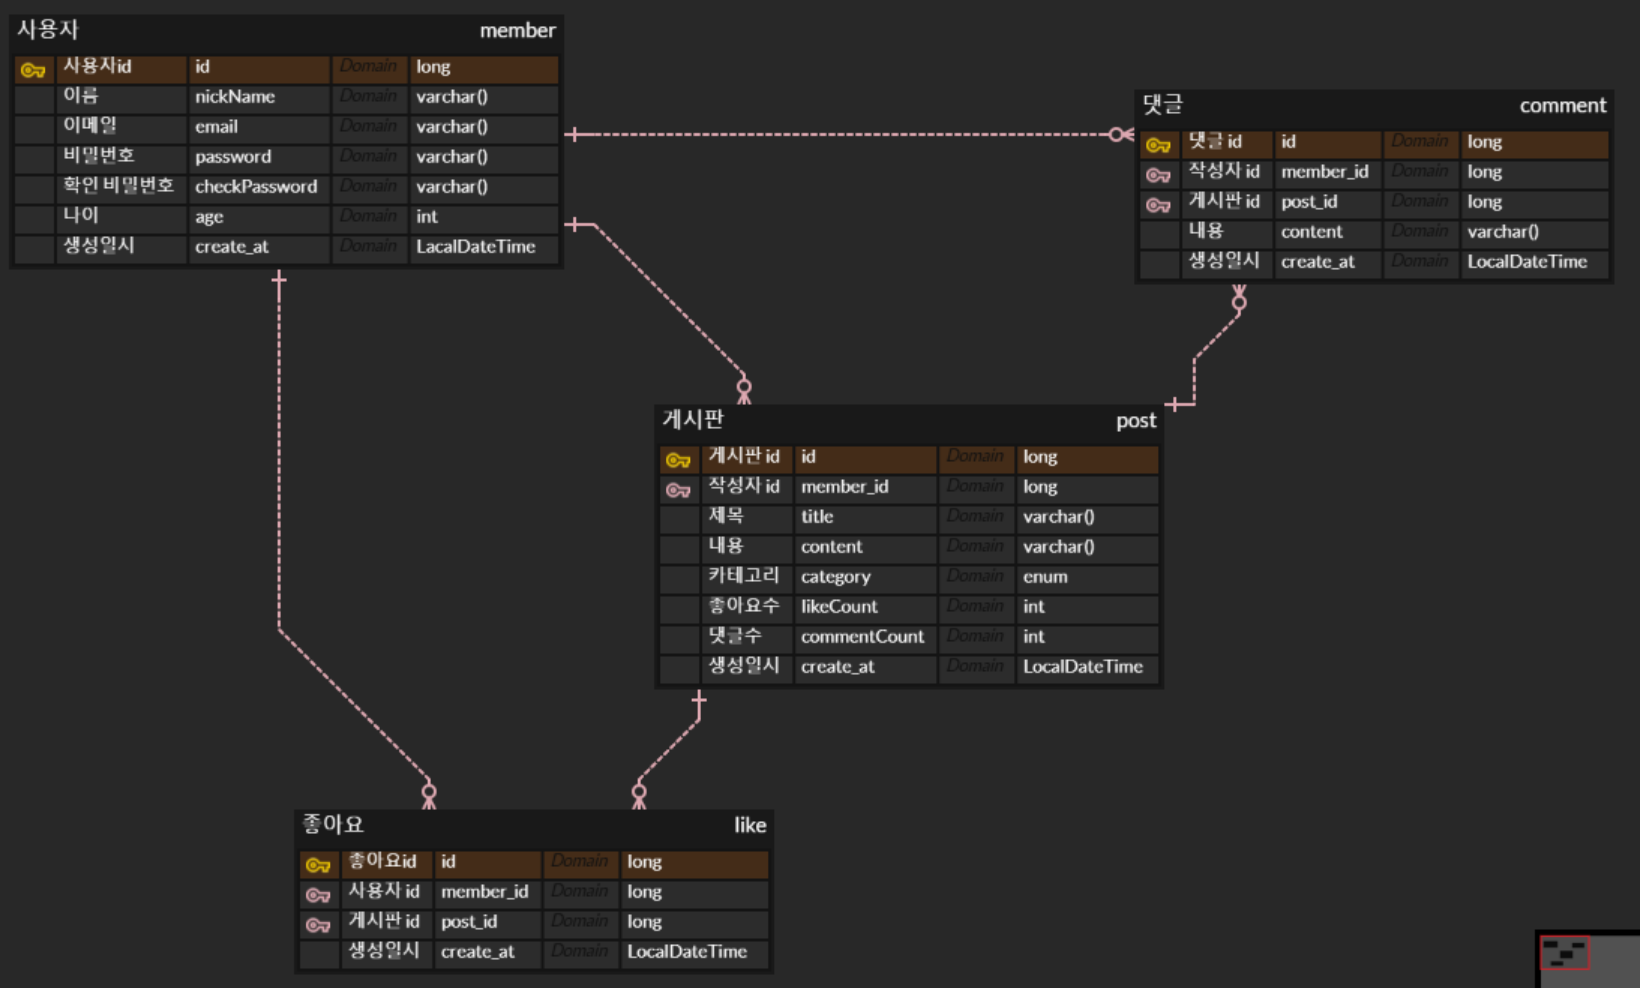 사용자 member
사용자id id Domain long
이름 nickName Domain varchar()
이메일 email Domain varchar()
비밀번호 password Domain varchar()
확인 비밀번호 checkPassword Domain varchar()
나이 age Domain int
생성일시 create_at Domain LacalDateTime
댓글 comment
댓글 id id Domain long
작성자 id member_id Domain long
게시판 id post_id Domain long
내용 content Domain varchar()
생성일시 create_at Domain LocalDateTime
게시판 post
게시판 id id Domain long
작성자 id member_id Domain long
제목 title Domain varchar()
내용 content Domain varchar()
카테고리 category Domain enum
좋아요수 likeCount Domain int
댓글수 commentCount Domain int
생성일시 create_at Domain LocalDateTime
좋아요 like
좋아요id id Domain long
사용자 id member_id Domain long
게시판 id post_id Domain long
생성일시 create_at Domain LocalDateTime